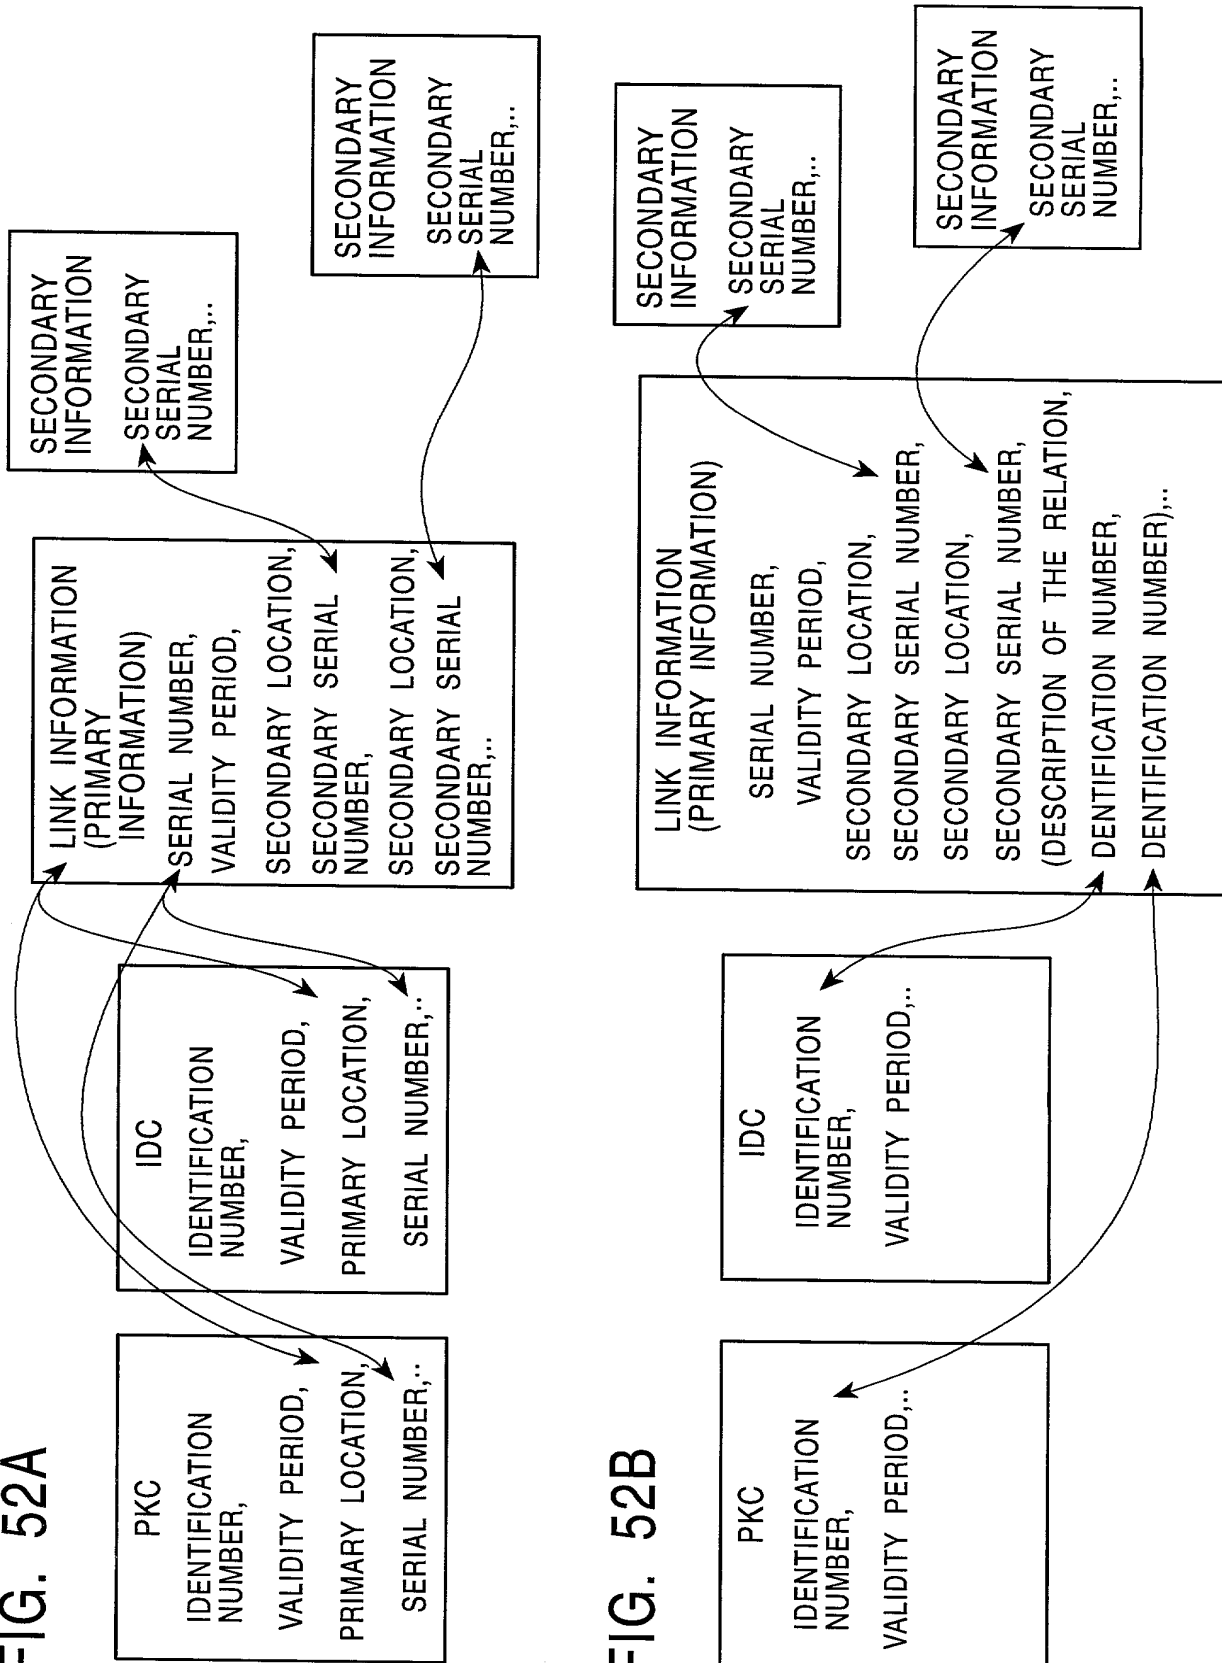 FIG. 52A
PKC
IDENTIFICATION
NUMBER,
VALIDITY PERIOD,
PRIMARY LOCATION,
SERIAL NUMBER,..
IDC
IDENTIFICATION
NUMBER,
VALIDITY PERIOD,
PRIMARY LOCATION,
SERIAL NUMBER,..
LINK INFORMATION
(PRIMARY
INFORMATION)
SERIAL NUMBER,
VALIDITY PERIOD,
SECONDARY LOCATION,
SECONDARY SERIAL
NUMBER,
SECONDARY LOCATION,
SECONDARY SERIAL
NUMBER,..
SECONDARY
INFORMATION
SECONDARY
SERIAL
NUMBER,..
SECONDARY
INFORMATION
SECONDARY
SERIAL
NUMBER,..
FIG. 52B
PKC
IDENTIFICATION
NUMBER,
VALIDITY PERIOD,..
IDC
IDENTIFICATION
NUMBER,
VALIDITY PERIOD,..
LINK INFORMATION
(PRIMARY INFORMATION)
SERIAL NUMBER,
VALIDITY PERIOD,
SECONDARY LOCATION,
SECONDARY SERIAL NUMBER,
SECONDARY LOCATION,
SECONDARY SERIAL NUMBER,
(DESCRIPTION OF THE RELATION,
DENTIFICATION NUMBER,
DENTIFICATION NUMBER),..
SECONDARY
INFORMATION
SECONDARY
SERIAL
NUMBER,..
SECONDARY
INFORMATION
SECONDARY
SERIAL
NUMBER,..